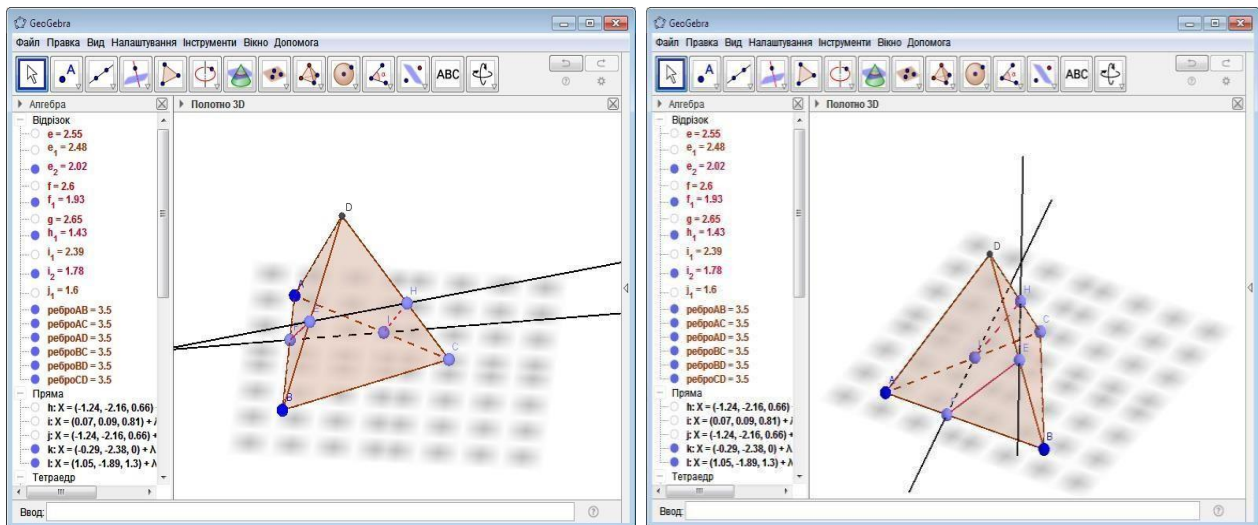 GeoGebra
Файл Правка Вид Налаштування Інструменти Вікно Допомога
A
ABC
Алгебра
Полотно 3D
Відрізок
e = 2.55
e₁ = 2.48
e₂ = 2.02
f = 2.6
f₁ = 1.93
g = 2.65
h₁ = 1.43
i₁ = 2.39
i₂ = 1.78
j₁ = 1.6
реброAB = 3.5
реброAC = 3.5
реброAD = 3.5
реброBC = 3.5
реброBD = 3.5
реброCD = 3.5
Пряма
h: X = (-1.24, -2.16, 0.66)
i: X = (0.07, 0.09, 0.81) + λ
j: X = (-1.24, -2.16, 0.66) +
k: X = (-0.29, -2.38, 0) + λ
l: X = (1.05, -1.89, 1.3) + λ
Тетраедр
D
A
H
C
B
Ввод:
GeoGebra
Файл Правка Вид Налаштування Інструменти Вікно Допомога
A
ABC
Алгебра
Полотно 3D
Відрізок
e = 2.55
e₁ = 2.48
e₂ = 2.02
f = 2.6
f₁ = 1.93
g = 2.65
h₁ = 1.43
i₁ = 2.39
i₂ = 1.78
j₁ = 1.6
реброAB = 3.5
реброAC = 3.5
реброAD = 3.5
реброBC = 3.5
реброBD = 3.5
реброCD = 3.5
Пряма
h: X = (-1.24, -2.16, 0.66)
i: X = (0.07, 0.09, 0.81) + λ
j: X = (-1.24, -2.16, 0.66) +
k: X = (-0.29, -2.38, 0) + λ
l: X = (1.05, -1.89, 1.3) + λ
Тетраедр
D
H
C
E
A
B
Ввод: